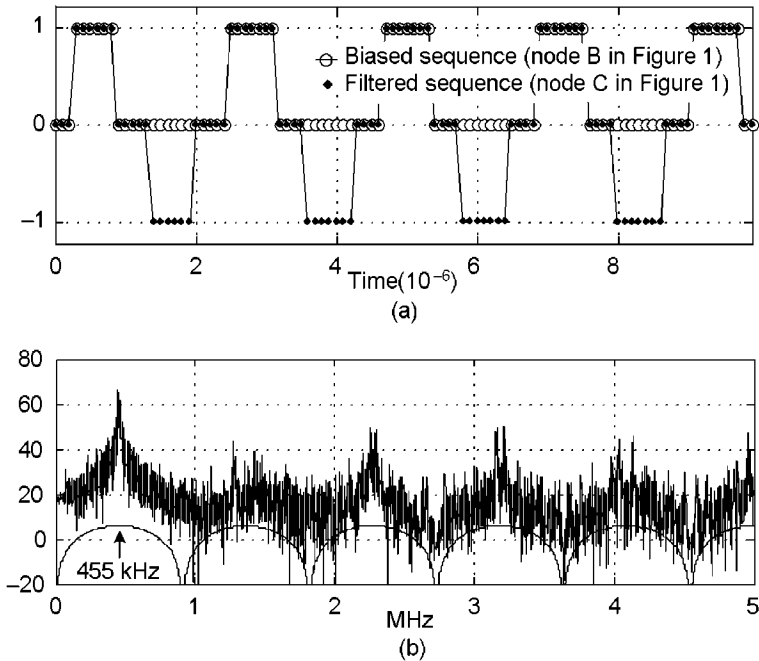 1
Biased sequence (node B in Figure 1)
Filtered sequence (node C in Figure 1)
0
–1
0 2 4 6 8
Time(10⁻⁶)
(a)
80
60
40
20
0
455 kHz
–20
0 1 2 3 4 5
MHz
(b)